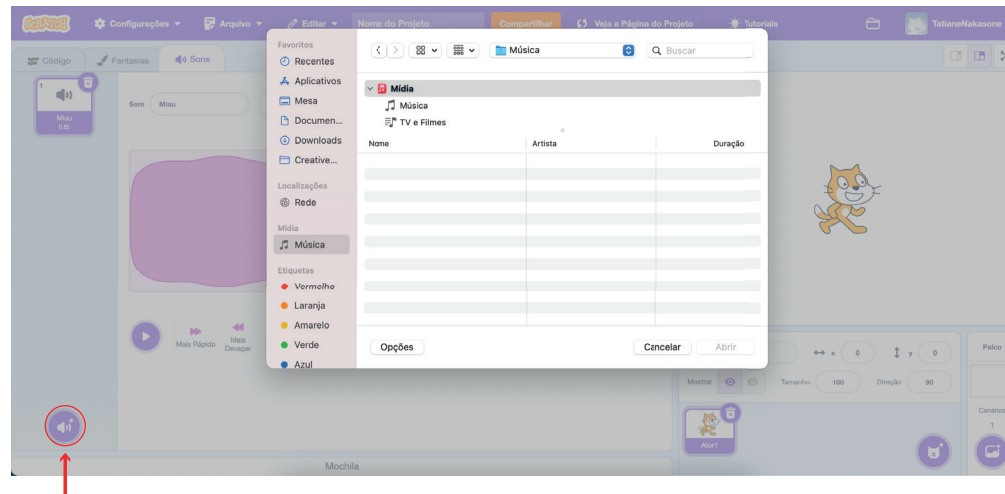 SCRATCH Configurações Arquivo Editar Nome do Projeto Compartilhar Veja a Página do Projeto Tutoriais TatianeNakasone
Código Fantasias Sons
1
Miau
0.85
Som Miau
Mais Rápido Mais Devagar
Favoritos
Recentes
Aplicativos
Mesa
Documen...
Downloads
Creative...
Localizações
Rede
Mídia
Música
Etiquetas
Vermelho
Laranja
Amarelo
Verde
Azul
Música Buscar
Mídia
Música
TV e Filmes
Nome Artista Duração
Opções Cancelar Abrir
x 0 y 0
Mostrar Tamanho 100 Direção 90
Ator1
Palco
Cenários
1
Mochila